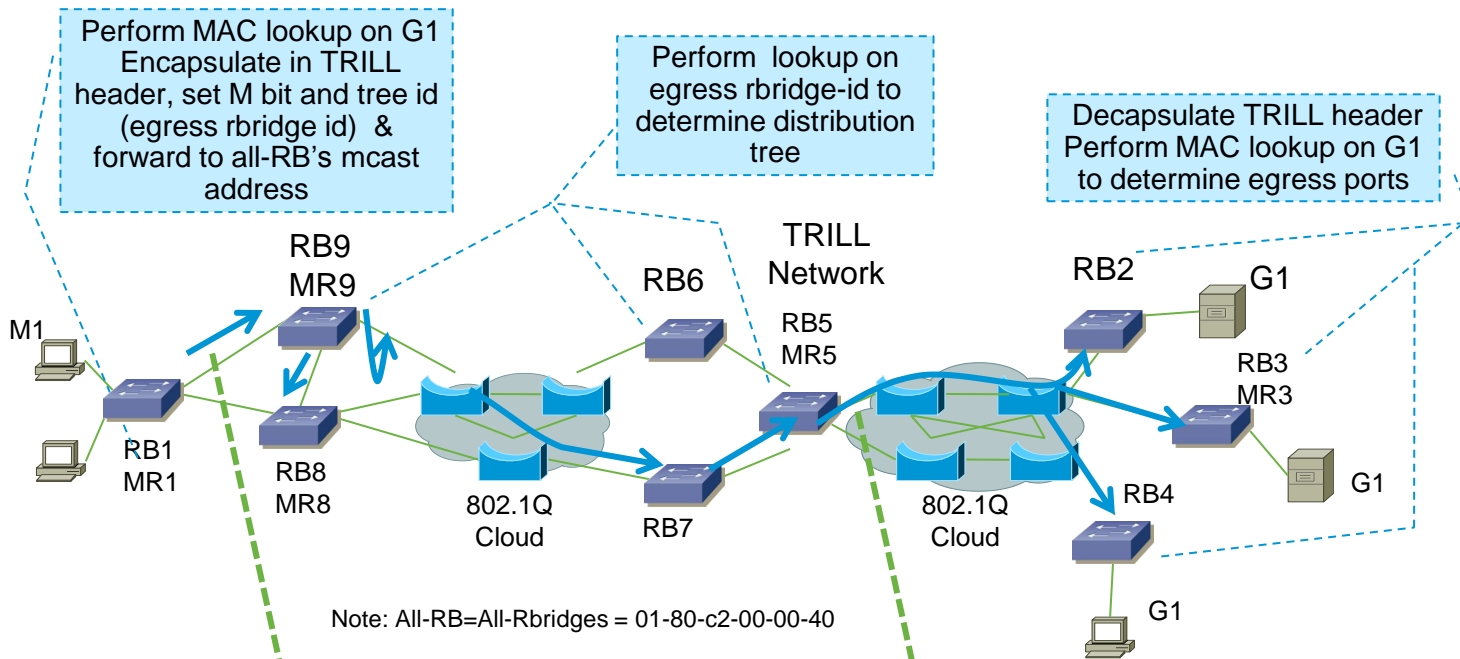 Perform MAC lookup on G1
Encapsulate in TRILL
header, set M bit and tree id
(egress rbridge id) &
forward to all-RB's mcast
address
Perform lookup on
egress rbridge-id to
determine distribution
tree
Decapsulate TRILL header
Perform MAC lookup on G1
to determine egress ports
RB9
MR9
TRILL
Network
RB6
RB2
G1
M1
RB5
MR5
RB3
MR3
RB1
MR1
RB8
MR8
802.1Q
Cloud
RB7
802.1Q
Cloud
RB4
G1
G1
Note: All-RB=All-Rbridges = 01-80-c2-00-00-40